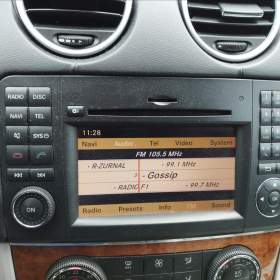 RADIO DISC
NAVI TEL
SYS
11:28
Navi Audio Tel Video System
FM 105.5 MHz
- R-ZURNAL - 99.1 MHz
- Gossip
- RADIO F1 - 99.7 MHz
Radio Presets Info FM Sound
ON